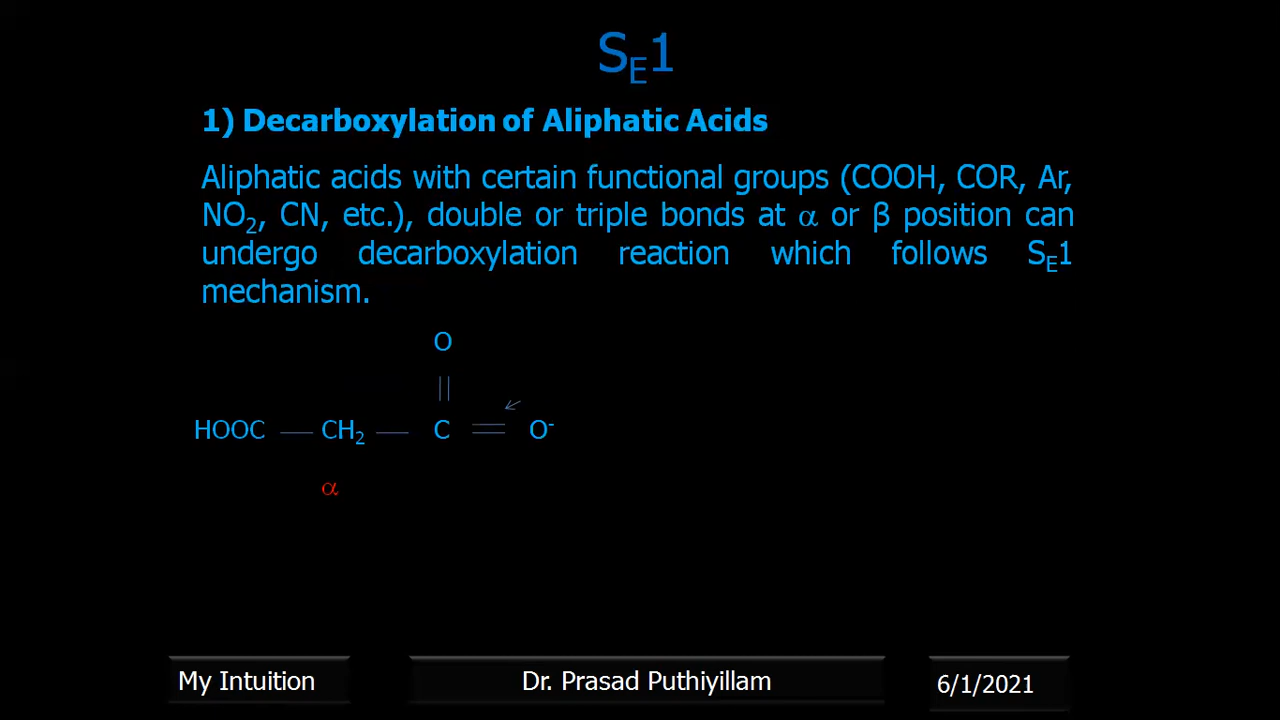 S_E1
1) Decarboxylation of Aliphatic Acids
Aliphatic acids with certain functional groups (COOH, COR, Ar,
NO₂, CN, etc.), double or triple bonds at α or β position can
undergo decarboxylation reaction which follows S_E1
mechanism.
O
||
HOOC — CH₂ — C = O⁻
α
My Intuition
Dr. Prasad Puthiyillam
6/1/2021